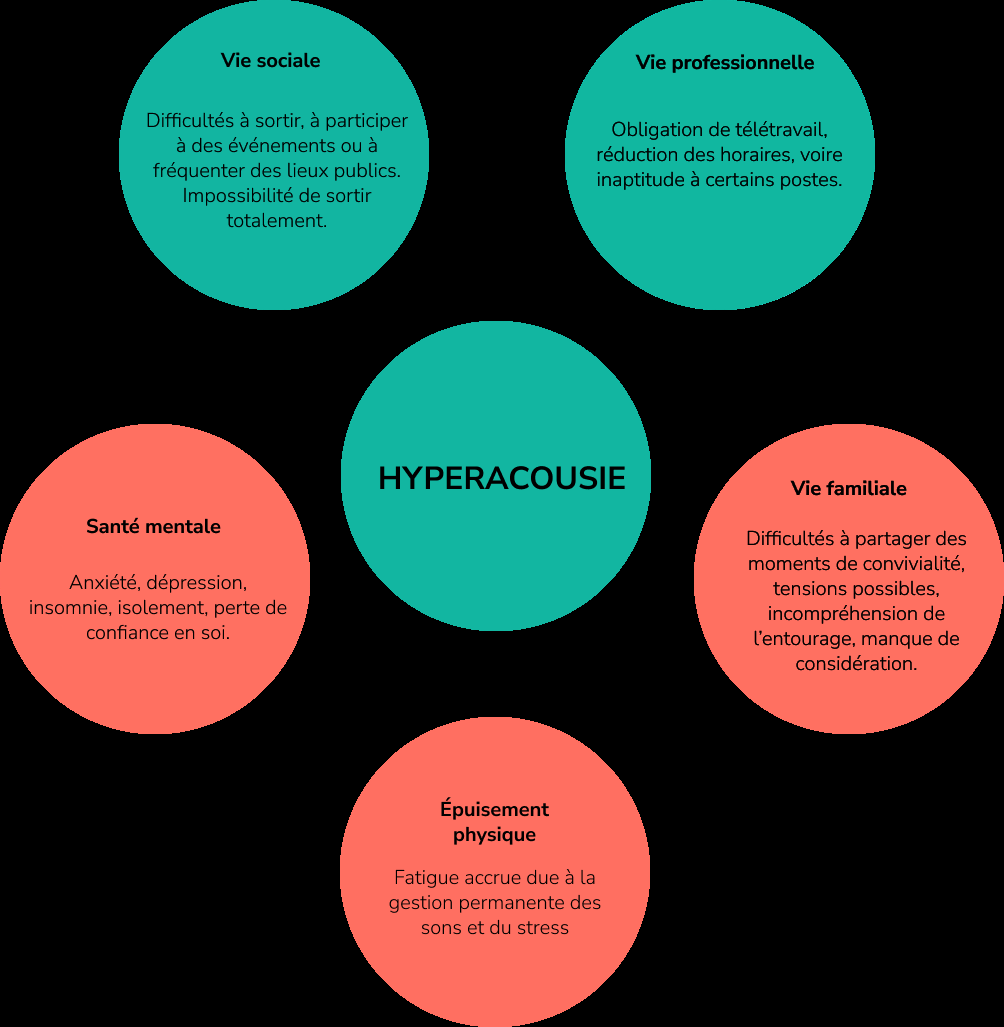 Vie sociale
Difficultés à sortir, à participer
à des événements ou à
fréquenter des lieux publics.
Impossibilité de sortir
totalement.
Vie professionnelle
Obligation de télétravail,
réduction des horaires, voire
inaptitude à certains postes.
HYPERACOUSIE
Santé mentale
Anxiété, dépression,
insomnie, isolement, perte de
confiance en soi.
Vie familiale
Difficultés à partager des
moments de convivialité,
tensions possibles,
incompréhension de
l’entourage, manque de
considération.
Épuisement
physique
Fatigue accrue due à la
gestion permanente des
sons et du stress